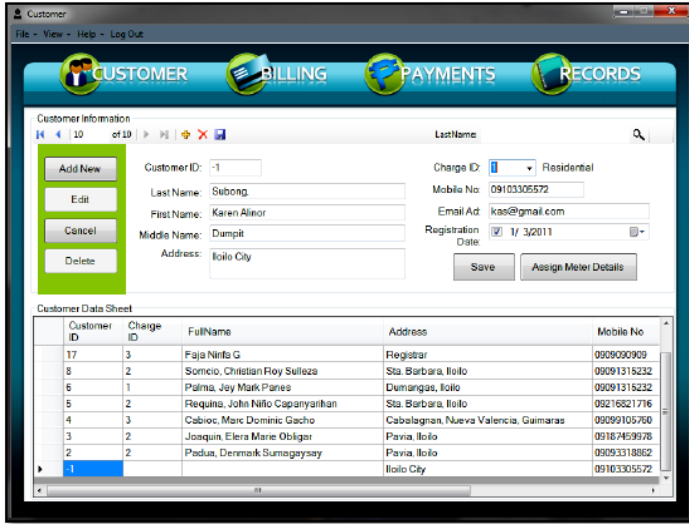 Customer
File - View - Help - Log Out
CUSTOMER BILLING PAYMENTS RECORDS
Customer Information
10 of 10 LastName:
Add New Customer ID: -1 Charge ID: 1 Residential
Edit Last Name: Subong, Mobile No: 09103305572
First Name: Karen Alinor Email Ad: kas@gmail.com
Cancel Middle Name: Dumpit Registration Date: 1/ 3/2011
Delete Address: Iloilo City Save Assign Meter Details
Customer Data Sheet
Customer ID Charge ID FullName Address Mobile No
17 3 Faja Ninfa G Registrar 0909090909
8 2 Somcio, Christian Roy Sulleza Sta. Barbara, Iloilo 09091315232
6 1 Palma, Jey Mark Panes Dumangas, Iloilo 09091315232
5 2 Requina, John Niño Capanyarihan Sta. Barbara, Iloilo 09216821716
4 3 Cabioc, Marc Dominic Gacho Cabalagnan, Nueva Valencia, Guimaras 09099105760
3 2 Joaquin, Elera Marie Obligar Pavia, Iloilo 09187459978
2 2 Padua, Denmark Sumagaysay Pavia, Iloilo 09093318862
-1 Iloilo City 09103305572